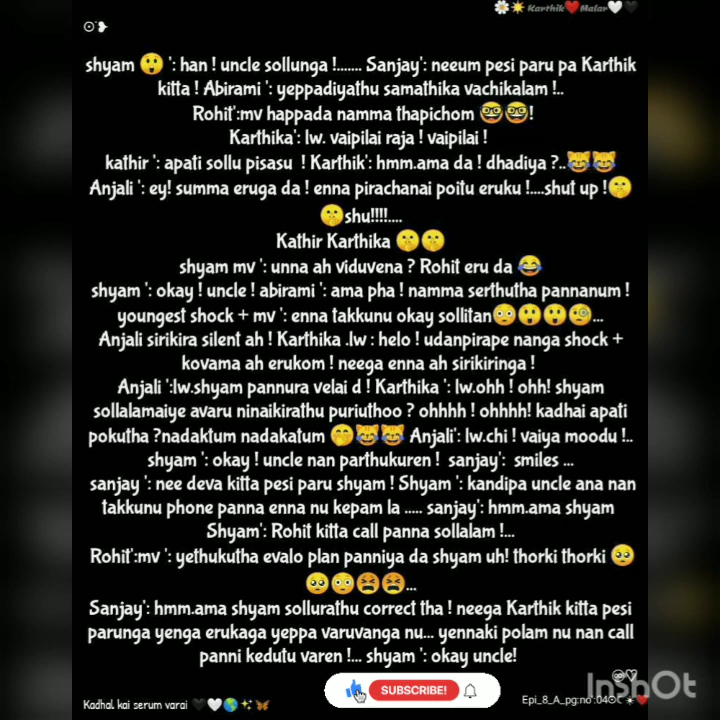 🌼☀️Karthik❤️Malar🤍🖤
⊙˙❥
shyam 😲 ': han ! uncle sollunga !....... Sanjay': neeum pesi paru pa Karthik
kitta ! Abirami ': yeppadiyathu samathika vachikalam !..
Rohit':mv happada namma thapichom 🤓🤓!
Karthika': lw. vaipilai raja ! vaipilai !
kathir ': apati sollu pisasu ! Karthik': hmm.ama da ! dhadiya ?..😹😹
Anjali ': ey! summa eruga da ! enna pirachanai poitu eruku !....shut up !🤫
🤫shu!!!!....
Kathir Karthika 🤫🤫
shyam mv ': unna ah viduvena ? Rohit eru da 😂
shyam ': okay ! uncle ! abirami ': ama pha ! namma serthutha pannanum !
youngest shock + mv ': enna takkunu okay sollitan😳😲😲🧐...
Anjali sirikira silent ah ! Karthika .lw : helo ! udanpirape nanga shock +
kovama ah erukom ! neega enna ah sirikiringa !
Anjali ':lw.shyam pannura velai d ! Karthika ': lw.ohh ! ohh! shyam
sollalamaiye avaru ninaikirathu puriuthoo ? ohhhh ! ohhhh! kadhai apati
pokutha ?nadaktum nadakatum 🤭😹😹 Anjali': lw.chi ! vaiya moodu !..
shyam ': okay ! uncle nan parthukuren ! sanjay': smiles ...
sanjay ': nee deva kitta pesi paru shyam ! Shyam ': kandipa uncle ana nan
takkunu phone panna enna nu kepam la ..... sanjay': hmm.ama shyam
Shyam': Rohit kitta call panna sollalam !...
Rohit':mv ': yethukutha evalo plan panniya da shyam uh! thorki thorki 🥺
🥺🥺😳😫😫...
Sanjay': hmm.ama shyam sollurathu correct tha ! neega Karthik kitta pesi
parunga yenga erukaga yeppa varuvanga nu... yennaki polam nu nan call
panni kedutu varen !... shyam ': okay uncle!
SUBSCRIBE!
InShOt
Kadhal kai serum varai 🖤🤍🌎✨🦋
Epi_8_A_pg:no':04